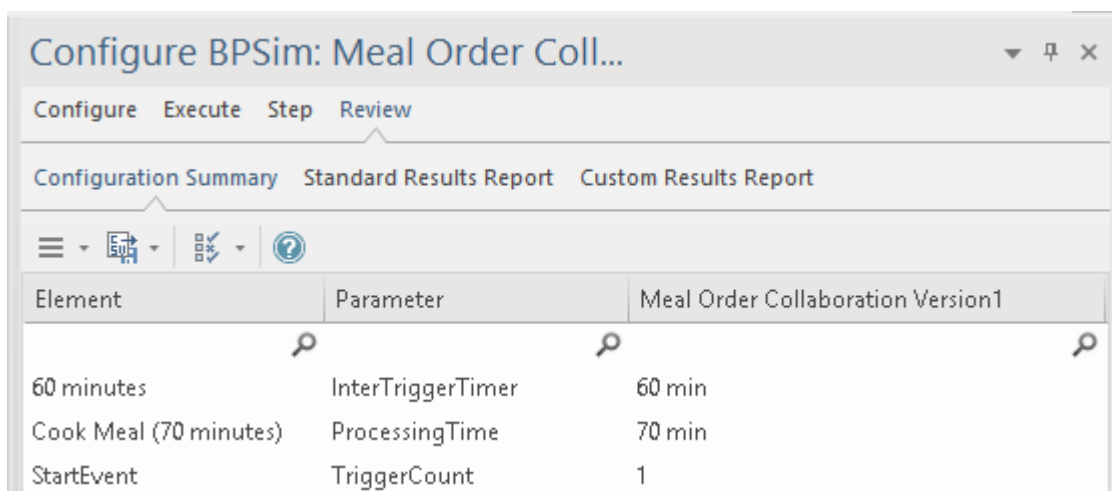 Configure BPSim: Meal Order Coll...
Configure Execute Step Review
Configuration Summary Standard Results Report Custom Results Report
Element Parameter Meal Order Collaboration Version1
60 minutes InterTriggerTimer 60 min
Cook Meal (70 minutes) ProcessingTime 70 min
StartEvent TriggerCount 1